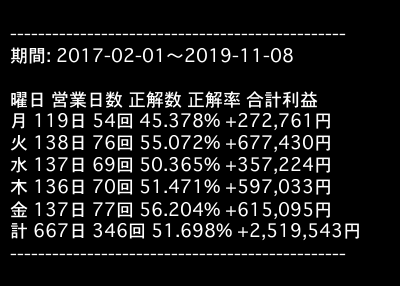 ------------------------------------------------
期間: 2017-02-01～2019-11-08
曜日 営業日数 正解数 正解率 合計利益
月 119日 54回 45.378% +272,761円
火 138日 76回 55.072% +677,430円
水 137日 69回 50.365% +357,224円
木 136日 70回 51.471% +597,033円
金 137日 77回 56.204% +615,095円
計 667日 346回 51.698% +2,519,543円
------------------------------------------------